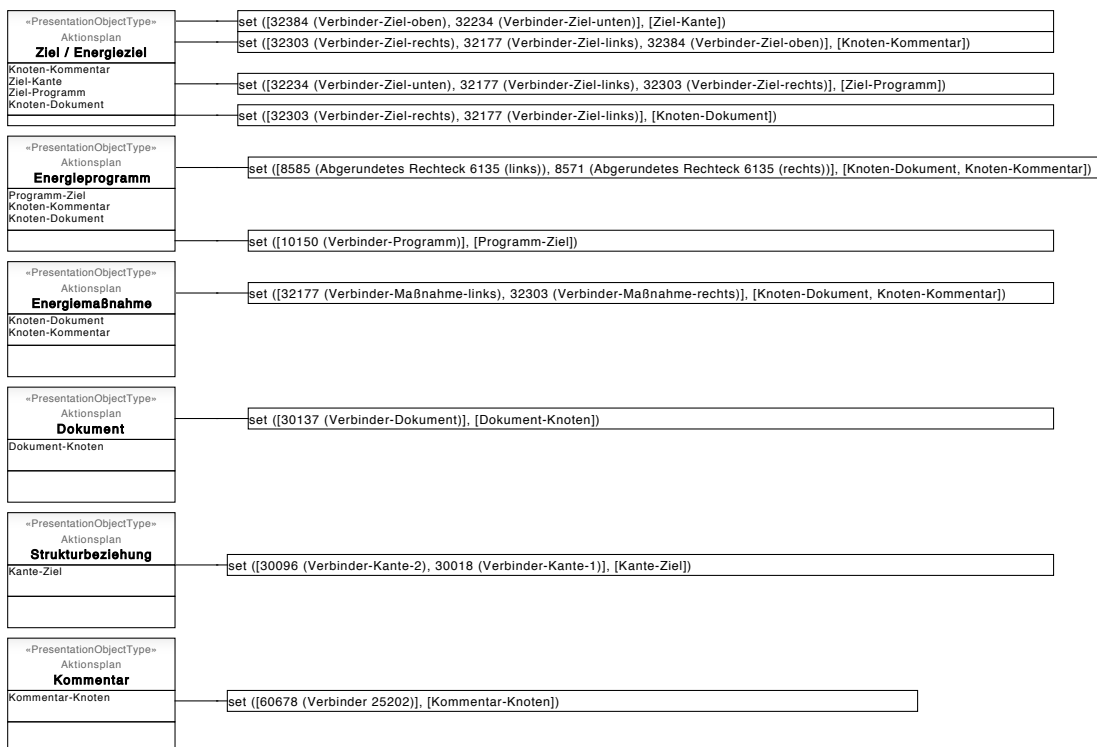 «PresentationObjectType»
Aktionsplan
Ziel / Energieziel
Knoten-Kommentar
Ziel-Kante
Ziel-Programm
Knoten-Dokument
set ([32384 (Verbinder-Ziel-oben), 32234 (Verbinder-Ziel-unten)], [Ziel-Kante])
set ([32303 (Verbinder-Ziel-rechts), 32177 (Verbinder-Ziel-links), 32384 (Verbinder-Ziel-oben)], [Knoten-Kommentar])
set ([32234 (Verbinder-Ziel-unten), 32177 (Verbinder-Ziel-links), 32303 (Verbinder-Ziel-rechts)], [Ziel-Programm])
set ([32303 (Verbinder-Ziel-rechts), 32177 (Verbinder-Ziel-links)], [Knoten-Dokument])
«PresentationObjectType»
Aktionsplan
Energieprogramm
Programm-Ziel
Knoten-Kommentar
Knoten-Dokument
set ([8585 (Abgerundetes Rechteck 6135 (links)), 8571 (Abgerundetes Rechteck 6135 (rechts))], [Knoten-Dokument, Knoten-Kommentar])
set ([10150 (Verbinder-Programm)], [Programm-Ziel])
«PresentationObjectType»
Aktionsplan
Energiemaßnahme
Knoten-Dokument
Knoten-Kommentar
set ([32177 (Verbinder-Maßnahme-links), 32303 (Verbinder-Maßnahme-rechts)], [Knoten-Dokument, Knoten-Kommentar])
«PresentationObjectType»
Aktionsplan
Dokument
Dokument-Knoten
set ([30137 (Verbinder-Dokument)], [Dokument-Knoten])
«PresentationObjectType»
Aktionsplan
Strukturbeziehung
Kante-Ziel
set ([30096 (Verbinder-Kante-2), 30018 (Verbinder-Kante-1)], [Kante-Ziel])
«PresentationObjectType»
Aktionsplan
Kommentar
Kommentar-Knoten
set ([60678 (Verbinder 25202)], [Kommentar-Knoten])